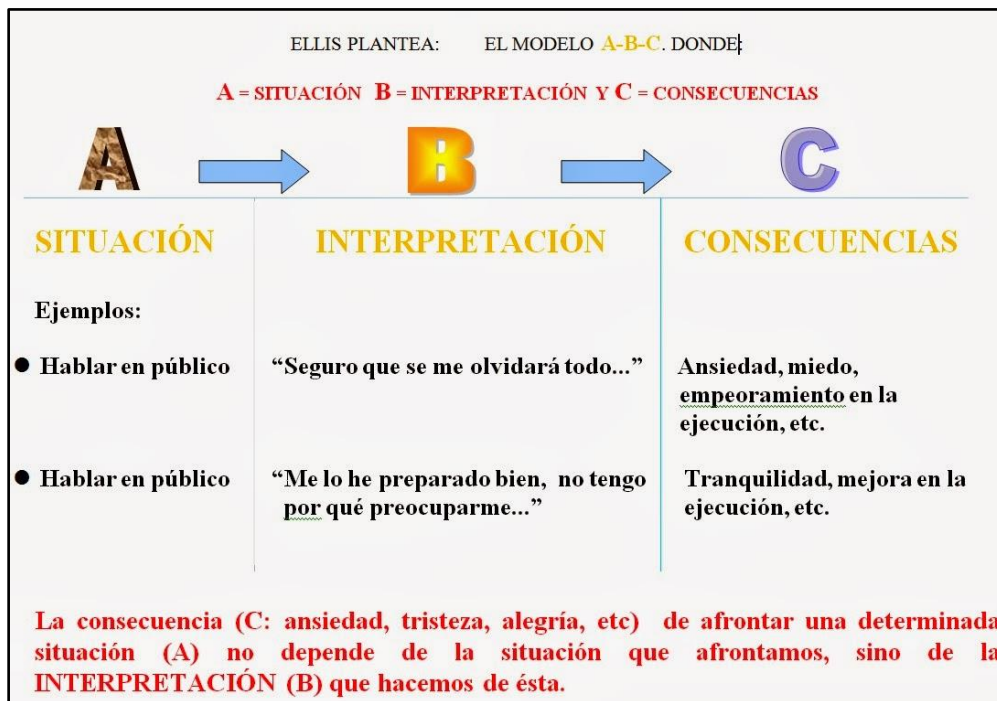 ELLIS PLANTEA: EL MODELO A-B-C. DONDE:
A = SITUACIÓN B = INTERPRETACIÓN Y C = CONSECUENCIAS
A B C
SITUACIÓN INTERPRETACIÓN CONSECUENCIAS
Ejemplos:
● Hablar en público “Seguro que se me olvidará todo...” Ansiedad, miedo,
empeoramiento en la
ejecución, etc.
● Hablar en público “Me lo he preparado bien, no tengo Tranquilidad, mejora en la
por qué preocuparme...” ejecución, etc.
La consecuencia (C: ansiedad, tristeza, alegría, etc) de afrontar una determinada
situación (A) no depende de la situación que afrontamos, sino de la
INTERPRETACIÓN (B) que hacemos de ésta.